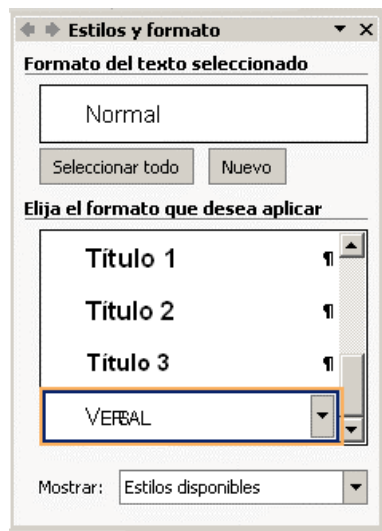 Estilos y formato
Formato del texto seleccionado
Normal
Seleccionar todo Nuevo
Elija el formato que desea aplicar
Título 1 ¶
Título 2 ¶
Título 3 ¶
VERSAL
Mostrar: Estilos disponibles